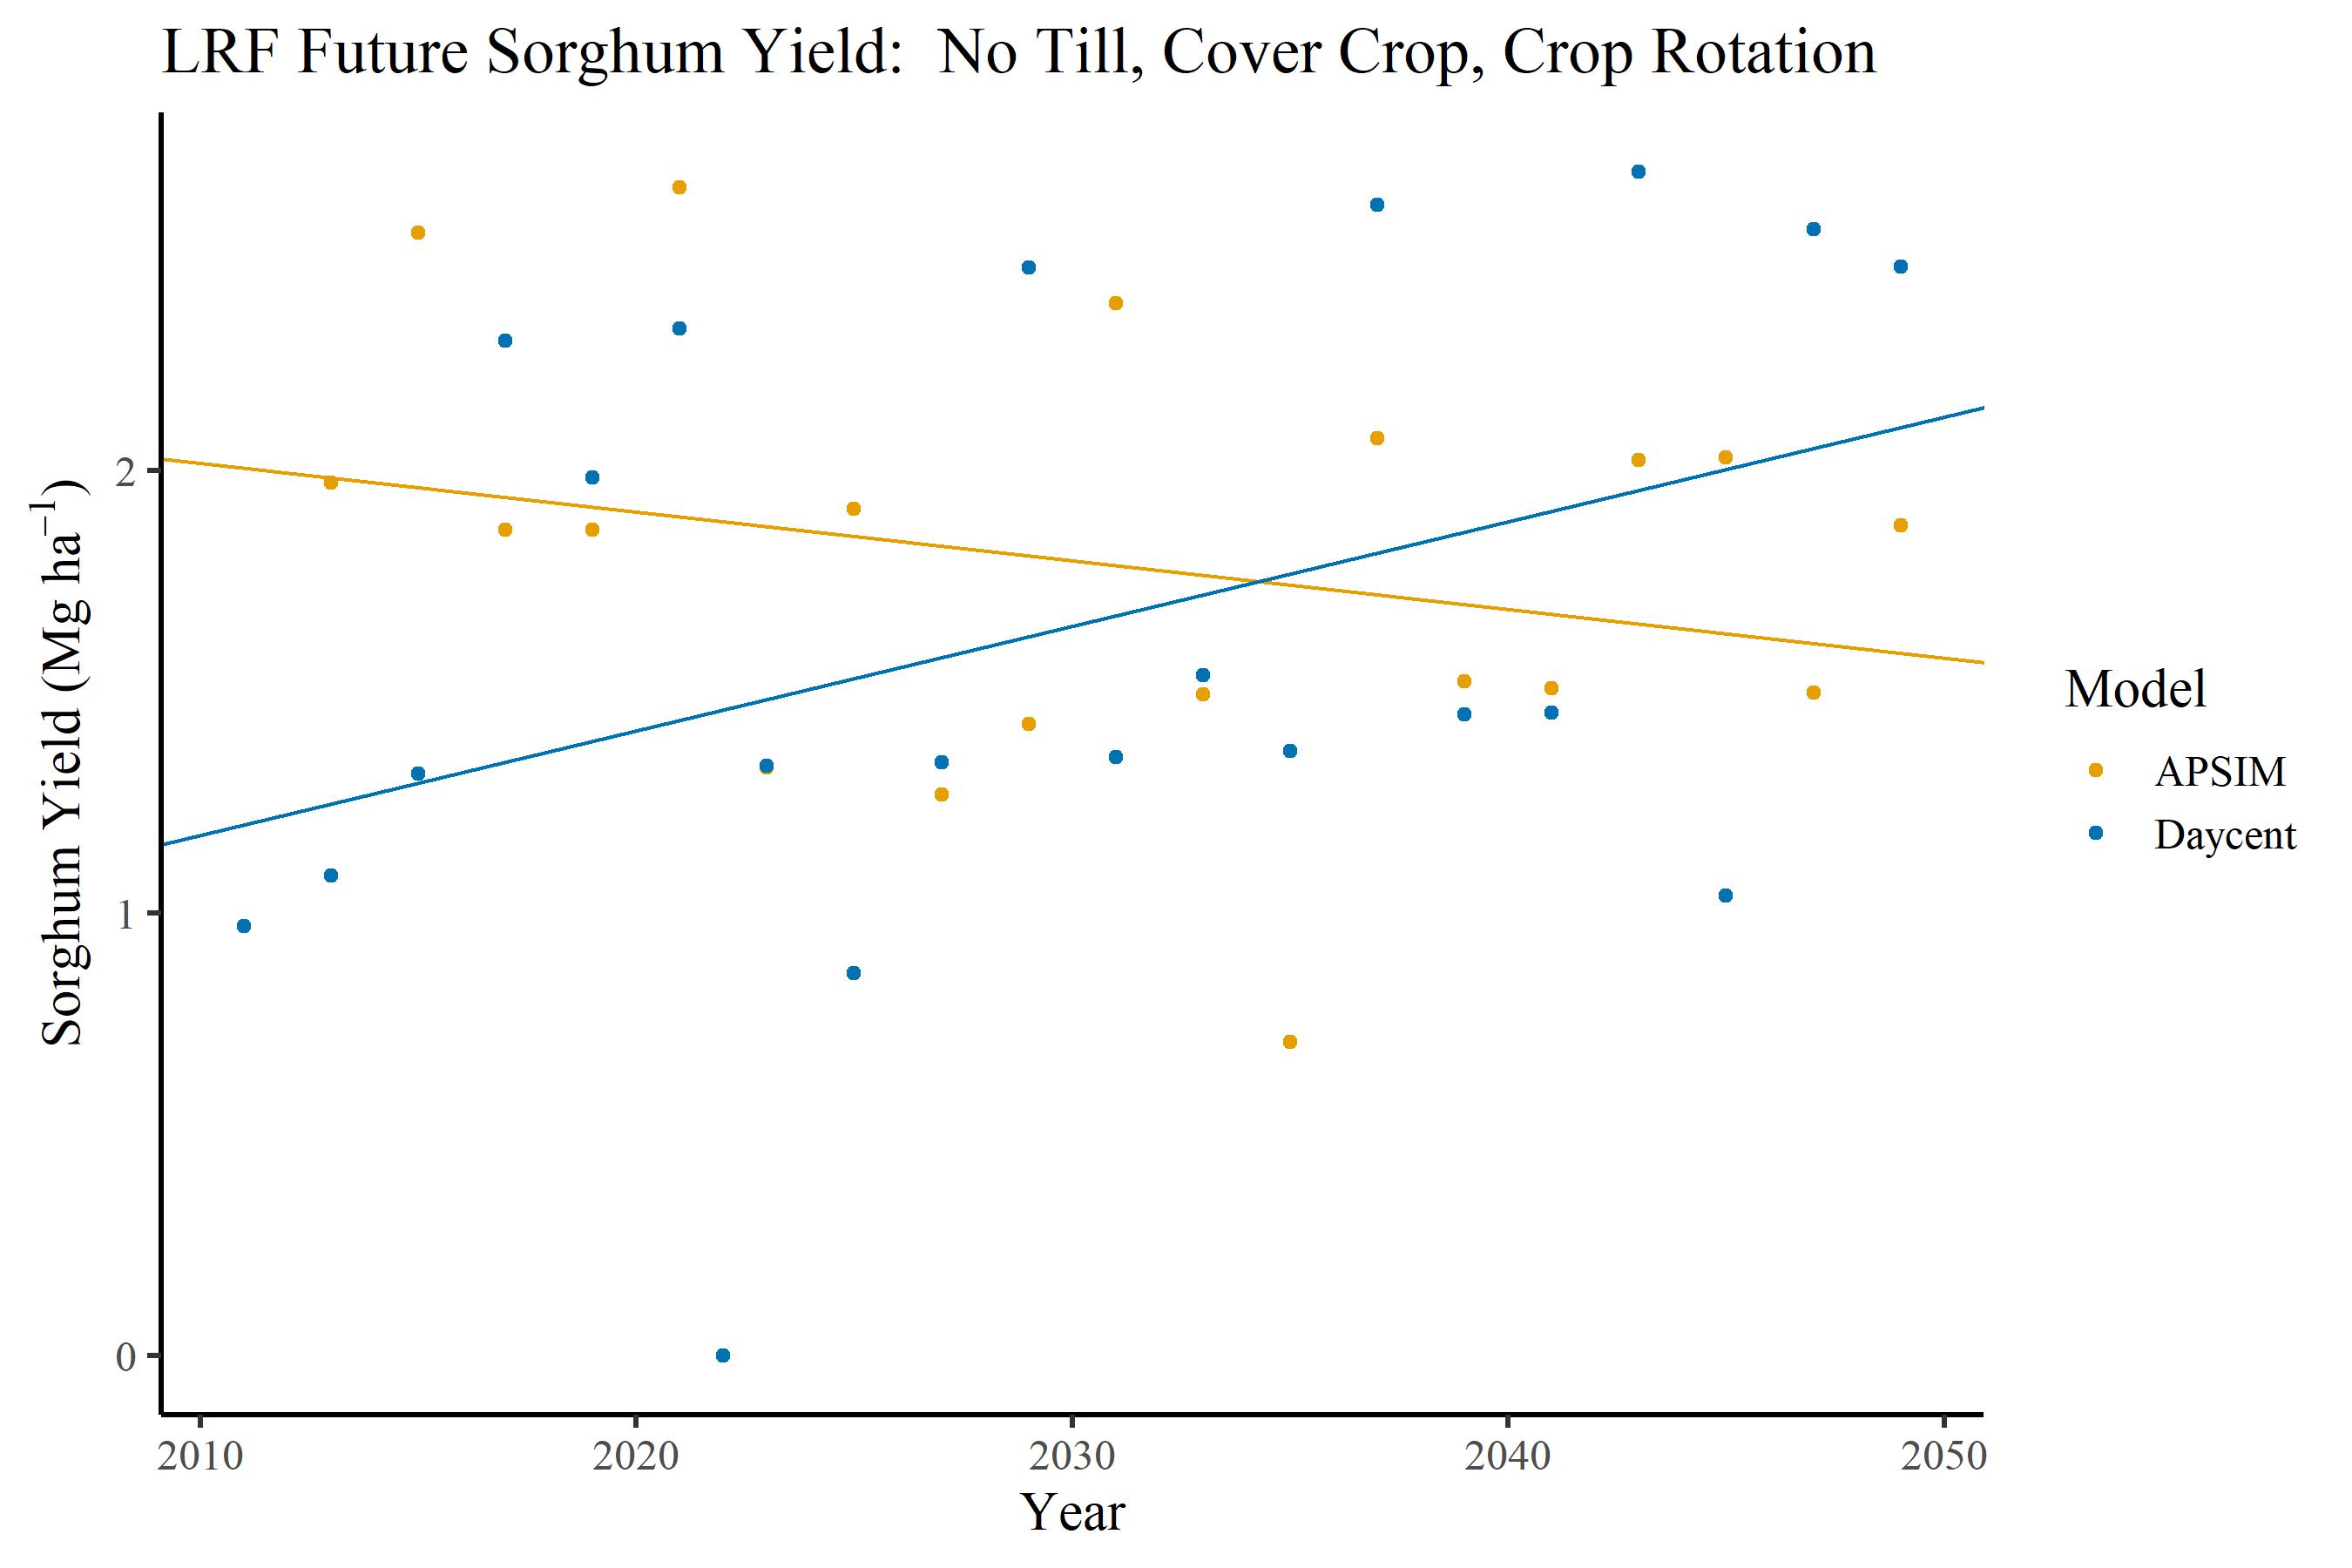 LRF Future Sorghum Yield:  No Till, Cover Crop, Crop Rotation
Sorghum Yield (Mg ha⁻¹)
2
1
0
2010 2020 2030 2040 2050
Year
Model
APSIM
Daycent